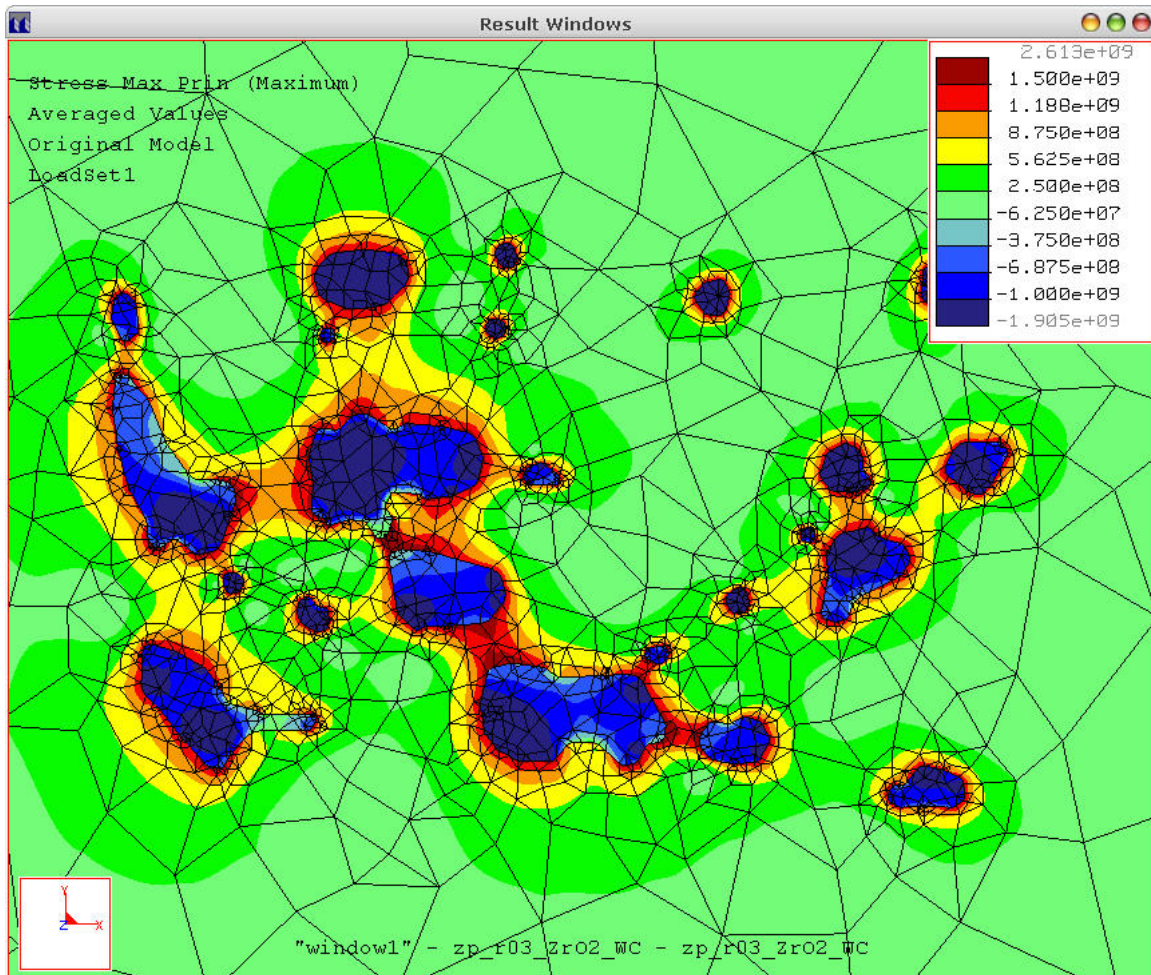 Result Windows
Stress Max Prin (Maximum)
Averaged Values
Original Model
LoadSet1
2.613e+09
1.500e+09
1.188e+09
8.750e+08
5.625e+08
2.500e+08
-6.250e+07
-3.750e+08
-6.875e+08
-1.000e+09
-1.905e+09
Y
Z X
"window1" - zp_r03_ZrO2_WC - zp_r03_ZrO2_WC